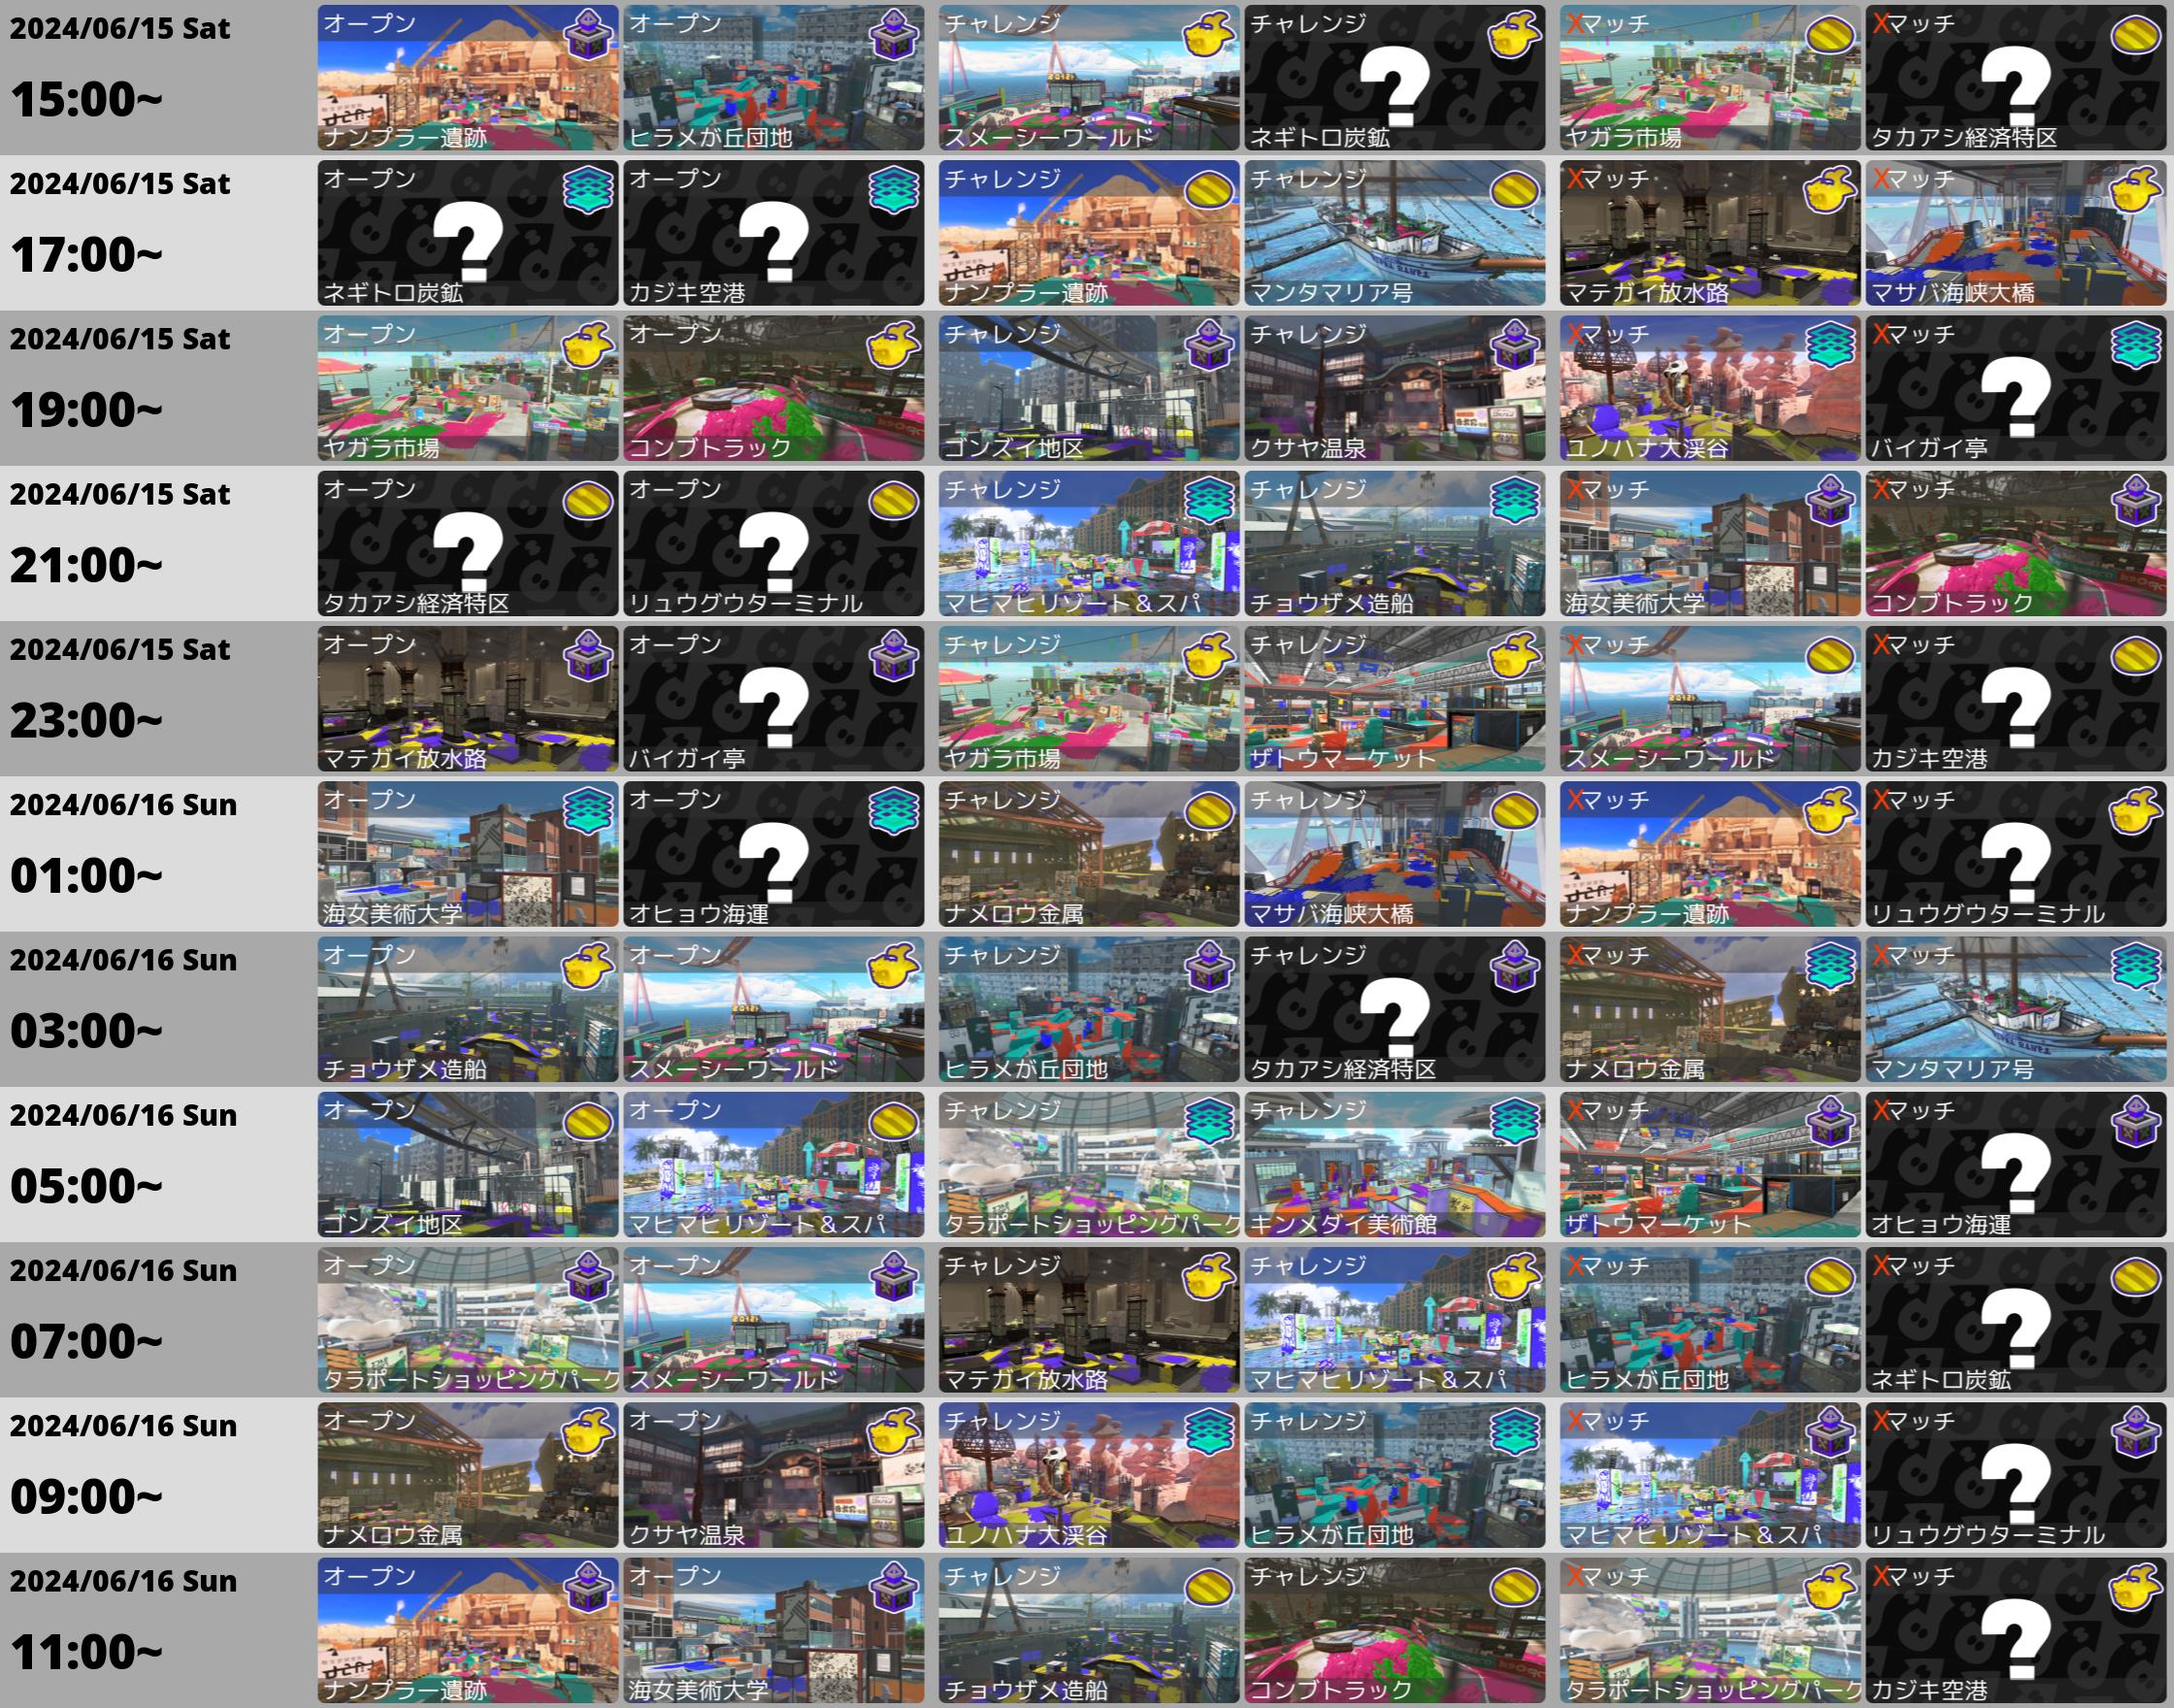 2024/06/15 Sat
15:00~
オープン
ナンプラー遺跡
オープン
ヒラメが丘団地
チャレンジ
スメーシーワールド
チャレンジ
ネギトロ炭鉱
Xマッチ
ヤガラ市場
Xマッチ
タカアシ経済特区
2024/06/15 Sat
17:00~
オープン
ネギトロ炭鉱
オープン
カジキ空港
チャレンジ
ナンプラー遺跡
チャレンジ
マンタマリア号
Xマッチ
マテガイ放水路
Xマッチ
マサバ海峡大橋
2024/06/15 Sat
19:00~
オープン
ヤガラ市場
オープン
コンブトラック
チャレンジ
ゴンズイ地区
チャレンジ
クサヤ温泉
Xマッチ
ユノハナ大渓谷
Xマッチ
バイガイ亭
2024/06/15 Sat
21:00~
オープン
タカアシ経済特区
オープン
リュウグウターミナル
チャレンジ
マヒマヒリゾート&スパ
チャレンジ
チョウザメ造船
Xマッチ
海女美術大学
Xマッチ
コンブトラック
2024/06/15 Sat
23:00~
オープン
マテガイ放水路
オープン
バイガイ亭
チャレンジ
ヤガラ市場
チャレンジ
ザトウマーケット
Xマッチ
スメーシーワールド
Xマッチ
カジキ空港
2024/06/16 Sun
01:00~
オープン
海女美術大学
オープン
オヒョウ海運
チャレンジ
ナメロウ金属
チャレンジ
マサバ海峡大橋
Xマッチ
ナンプラー遺跡
Xマッチ
リュウグウターミナル
2024/06/16 Sun
03:00~
オープン
チョウザメ造船
オープン
スメーシーワールド
チャレンジ
ヒラメが丘団地
チャレンジ
タカアシ経済特区
Xマッチ
ナメロウ金属
Xマッチ
マンタマリア号
2024/06/16 Sun
05:00~
オープン
ゴンズイ地区
オープン
マヒマヒリゾート&スパ
チャレンジ
タラポートショッピングパーク
チャレンジ
キンメダイ美術館
Xマッチ
ザトウマーケット
Xマッチ
オヒョウ海運
2024/06/16 Sun
07:00~
オープン
タラポートショッピングパーク
オープン
スメーシーワールド
チャレンジ
マテガイ放水路
チャレンジ
マヒマヒリゾート&スパ
Xマッチ
ヒラメが丘団地
Xマッチ
ネギトロ炭鉱
2024/06/16 Sun
09:00~
オープン
ナメロウ金属
オープン
クサヤ温泉
チャレンジ
ユノハナ大渓谷
チャレンジ
ヒラメが丘団地
Xマッチ
マヒマヒリゾート&スパ
Xマッチ
リュウグウターミナル
2024/06/16 Sun
11:00~
オープン
ナンプラー遺跡
オープン
海女美術大学
チャレンジ
チョウザメ造船
チャレンジ
コンブトラック
Xマッチ
タラポートショッピングパーク
Xマッチ
カジキ空港